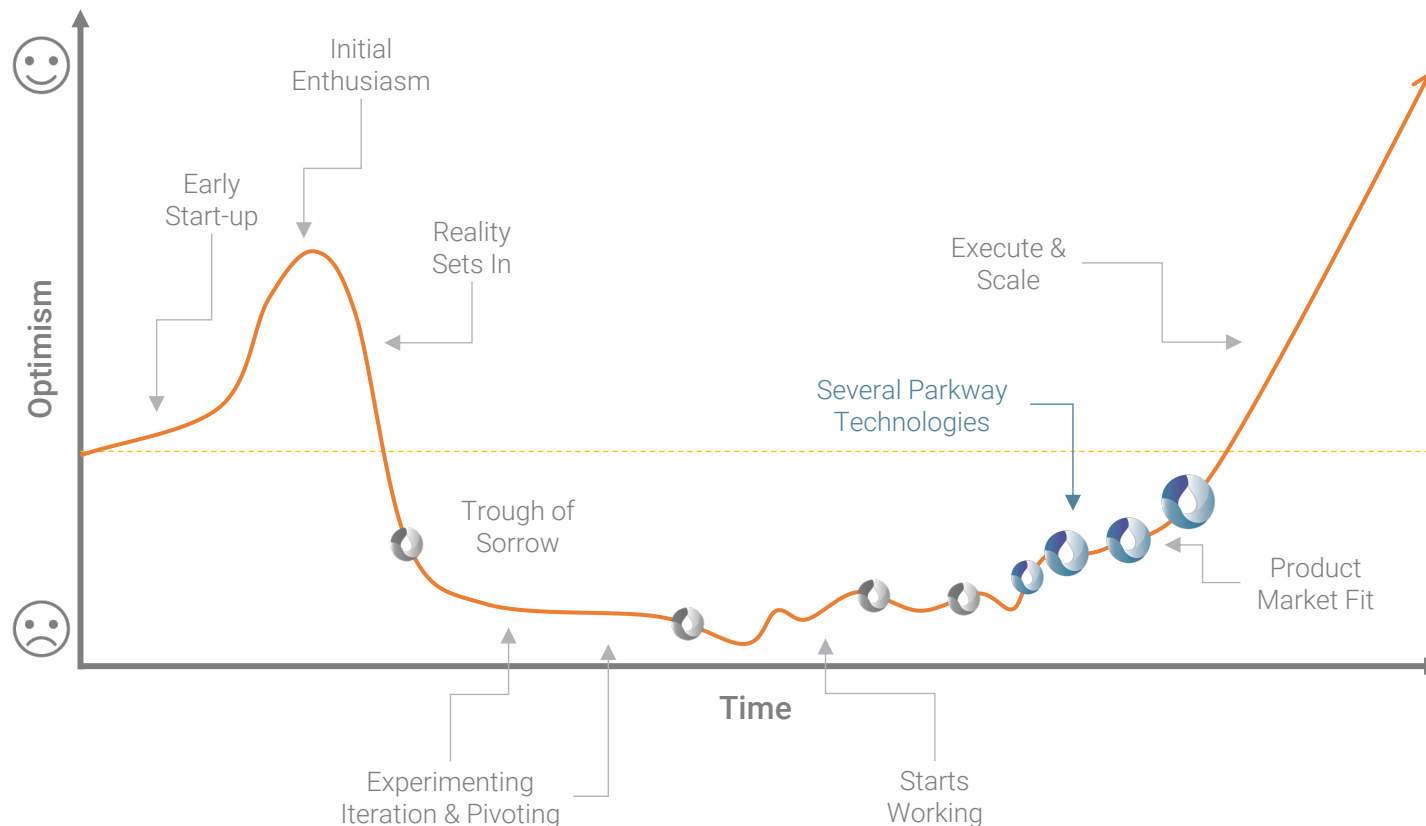 Initial
Enthusiasm
Early
Start-up
Reality
Sets In
Execute &
Scale
Optimism
Several Parkway
Technologies
Trough of
Sorrow
Product
Market Fit
Time
Experimenting
Iteration & Pivoting
Starts
Working